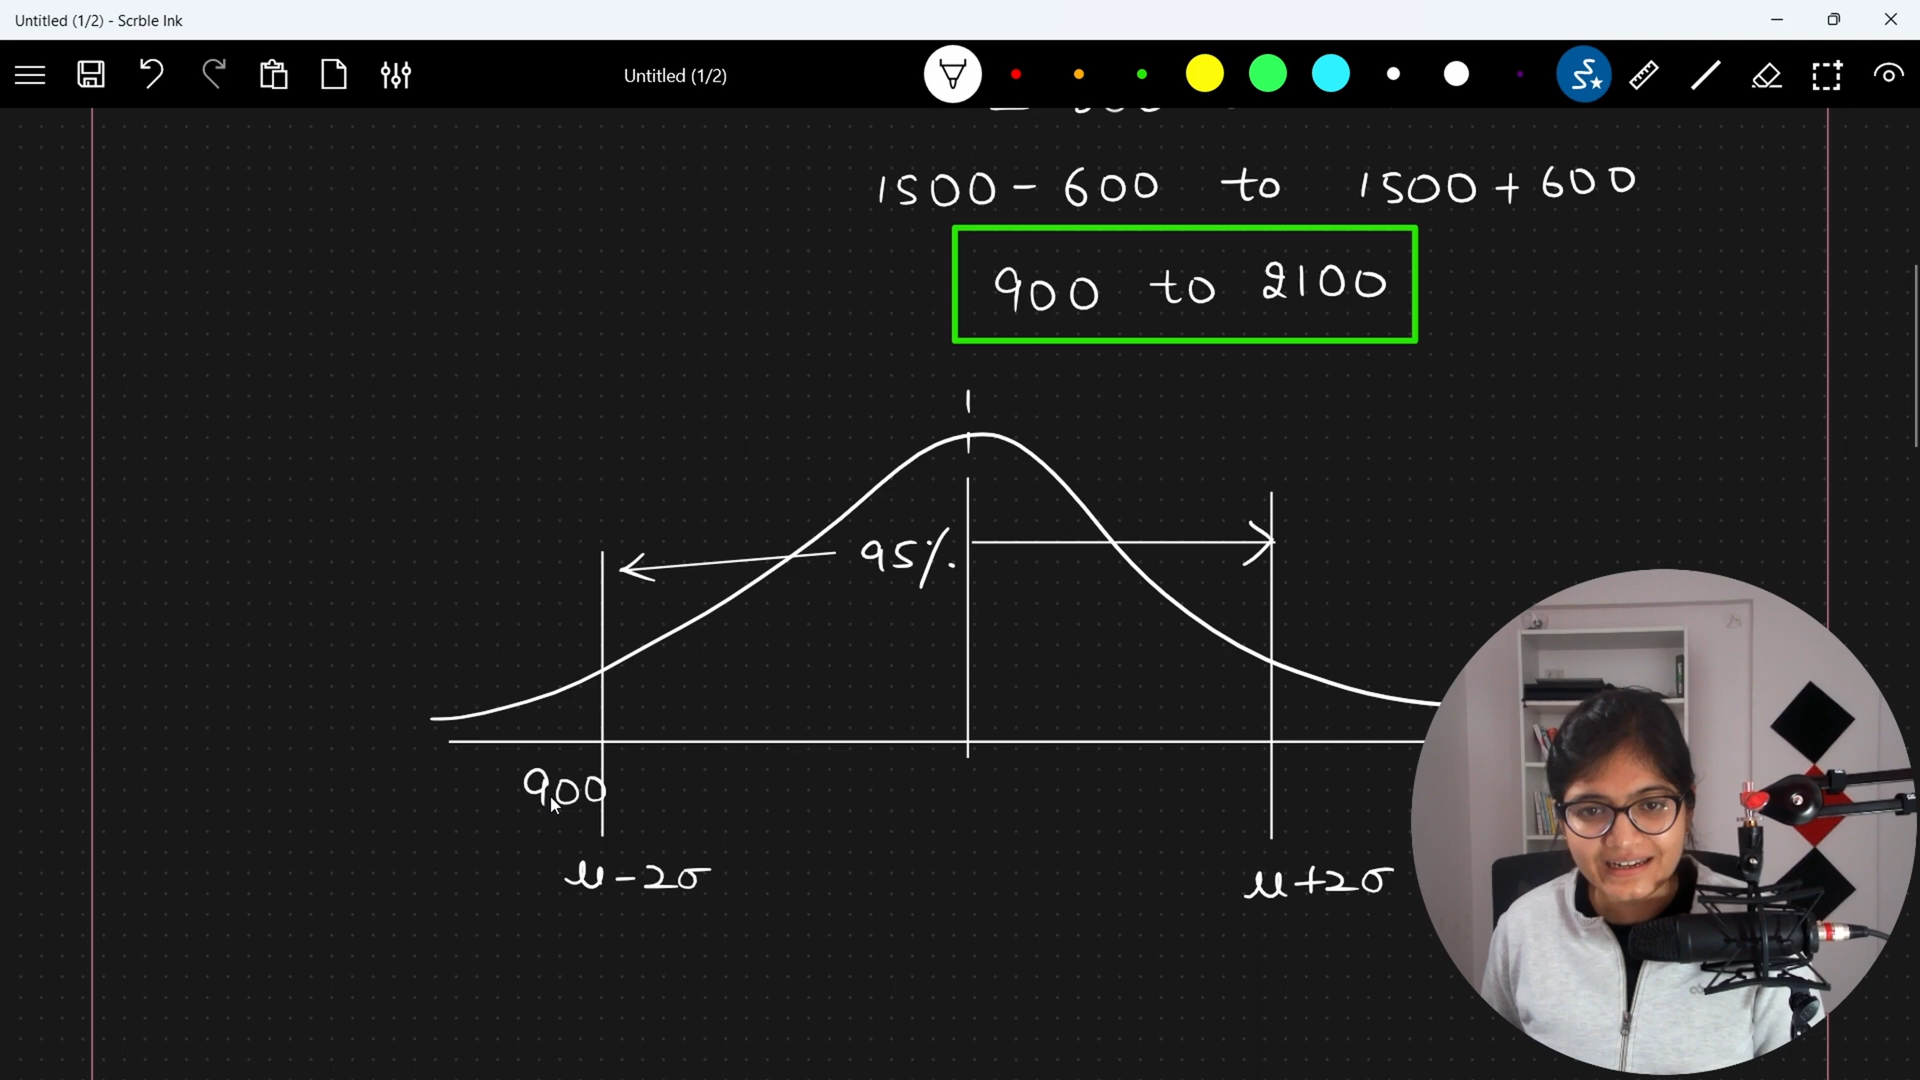 Untitled (1/2) - Scrble Ink
Untitled (1/2)
1500 - 600 to 1500 + 600
900 to 2100
95%
900
μ - 2σ
μ + 2σ